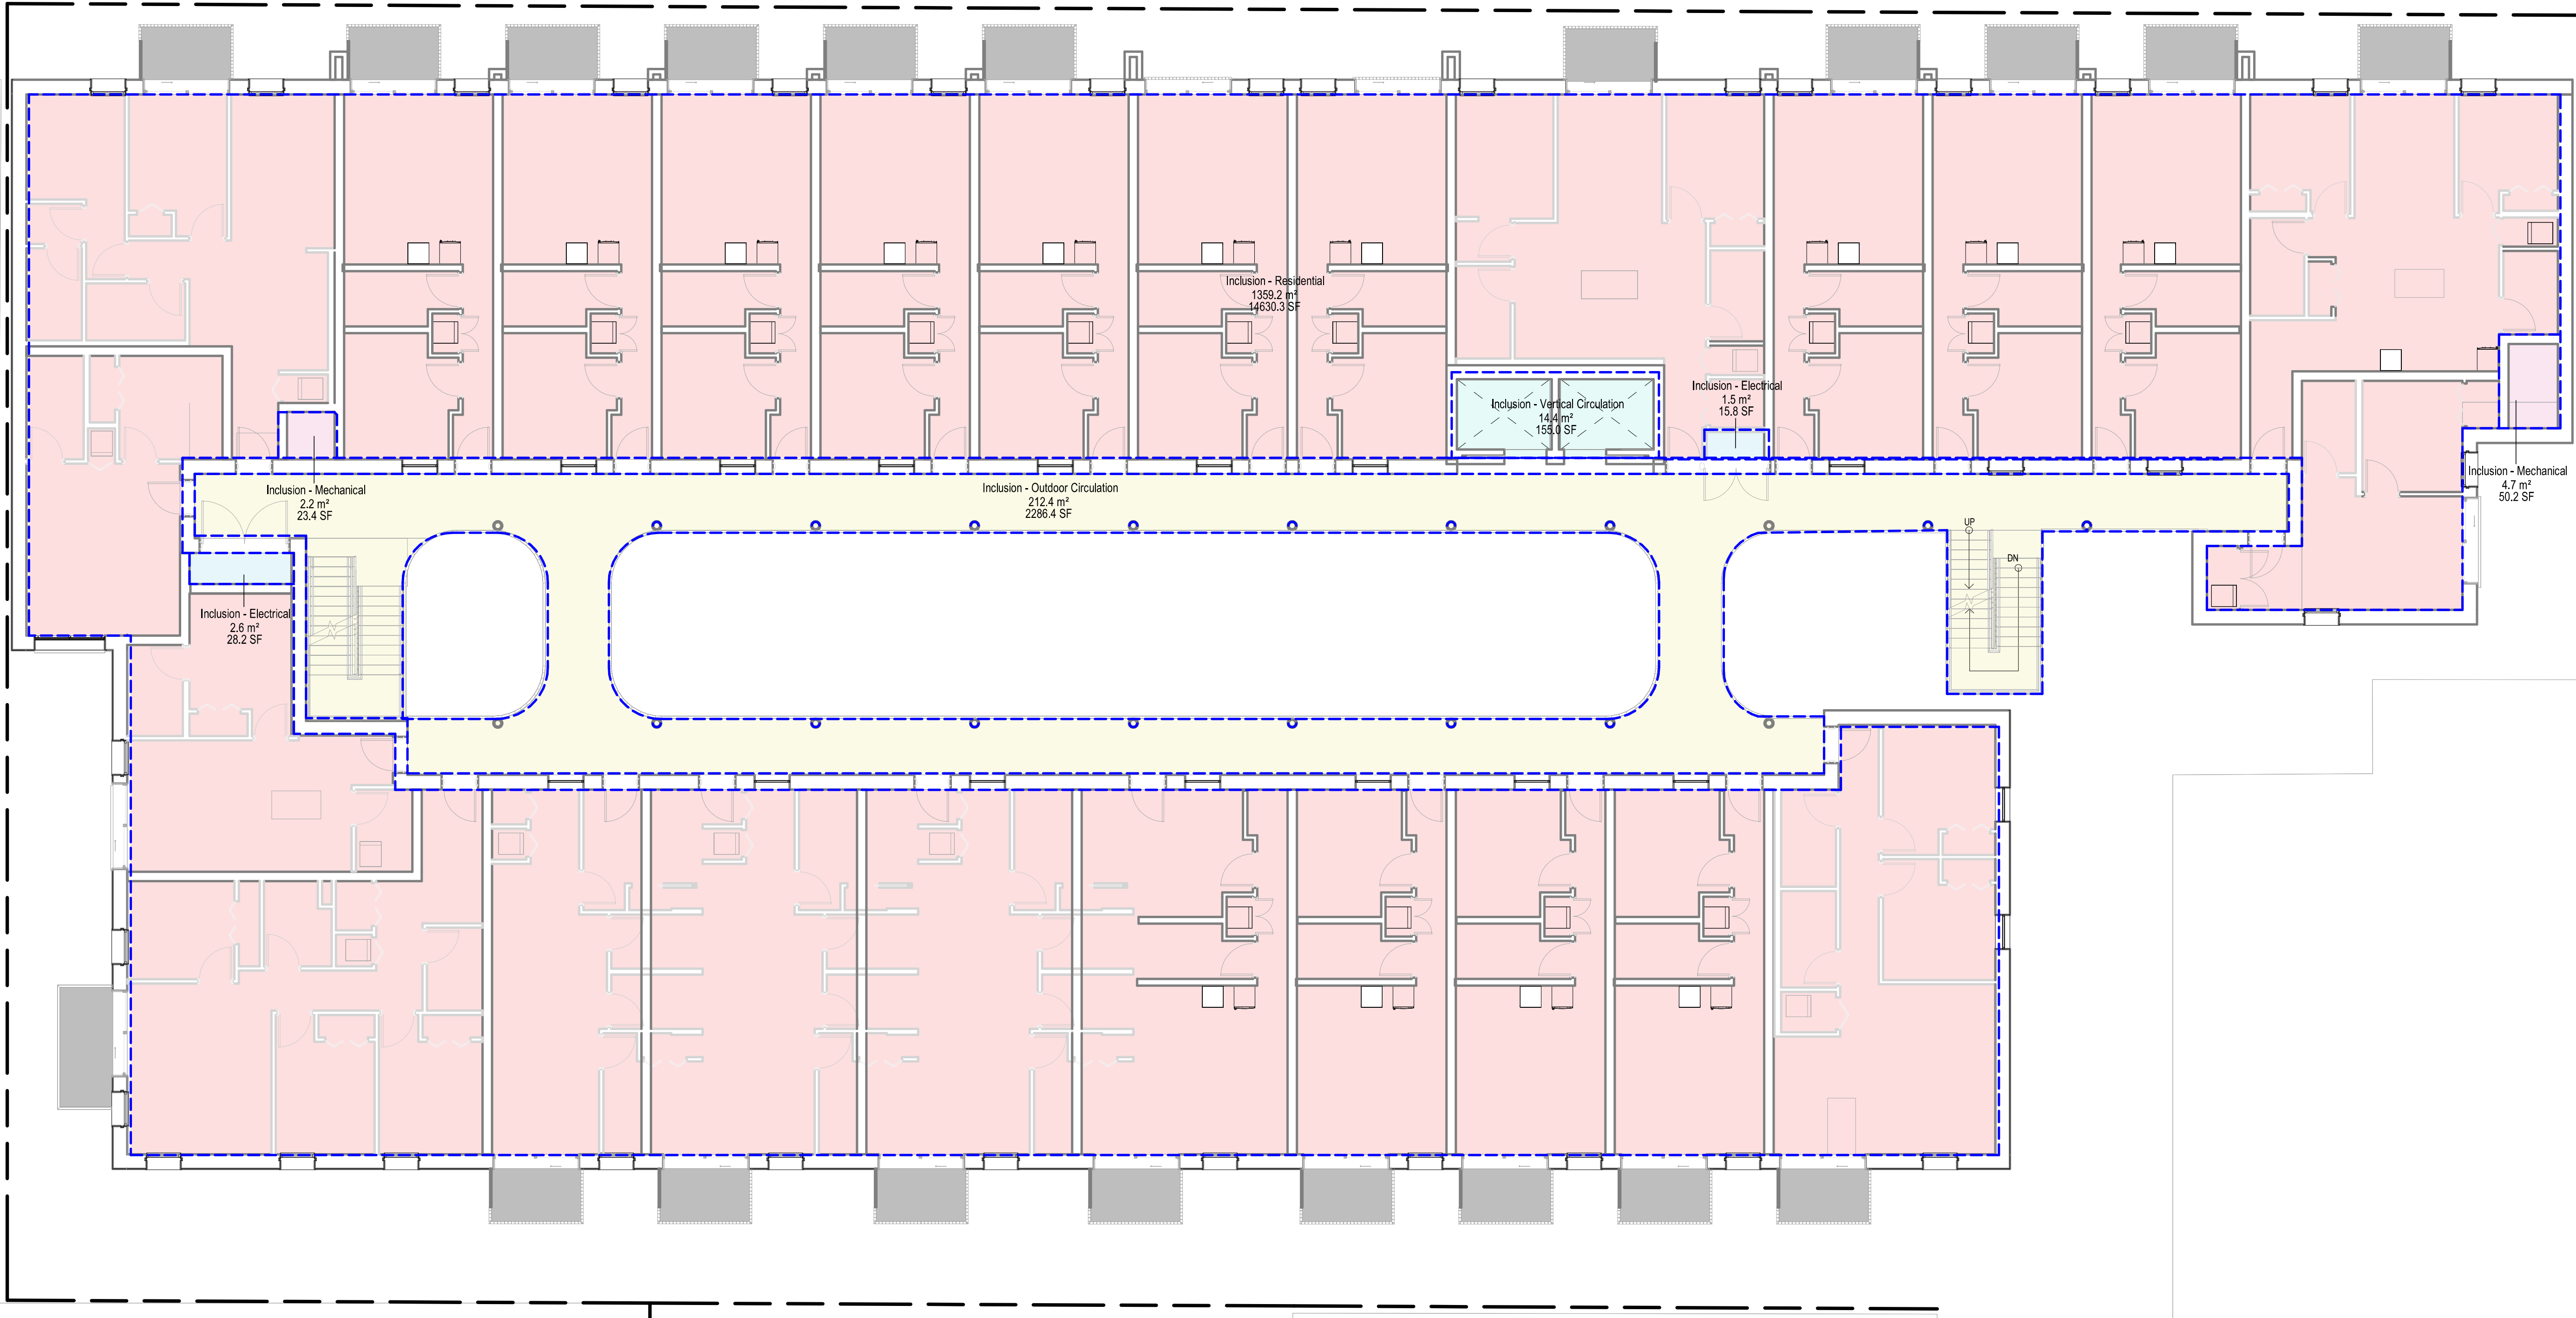 Inclusion - Residential
1359.2 m²
14630.3 SF
Inclusion - Electrical
1.5 m²
15.8 SF
Inclusion - Vertical Circulation
14.4 m²
155.0 SF
Inclusion - Mechanical
4.7 m²
50.2 SF
Inclusion - Mechanical
2.2 m²
23.4 SF
Inclusion - Outdoor Circulation
212.4 m²
2286.4 SF
UP
DN
Inclusion - Electrical
2.6 m²
28.2 SF